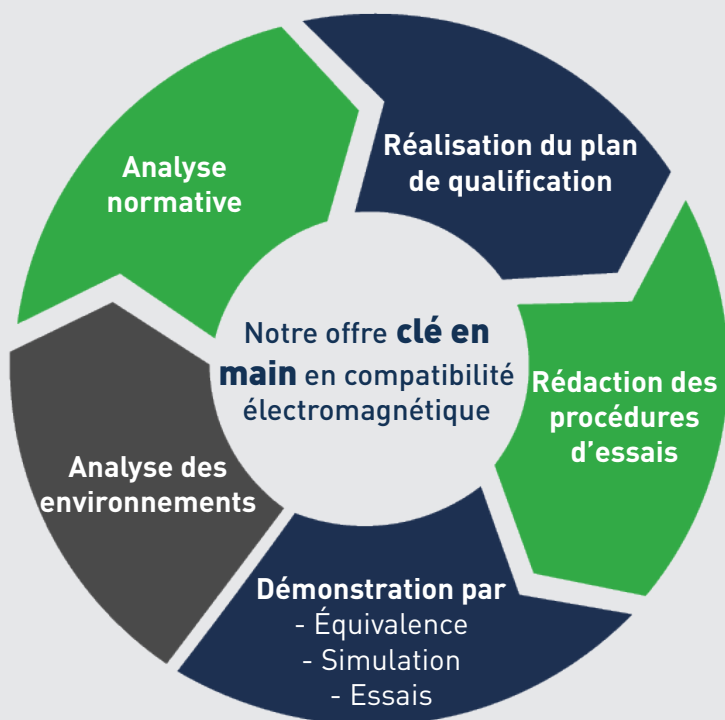 Analyse
normative
Réalisation du plan
de qualification
Notre offre clé en
main en compatibilité
électromagnétique
Rédaction des
procédures
d’essais
Analyse des
environnements
Démonstration par
- Équivalence
- Simulation
- Essais